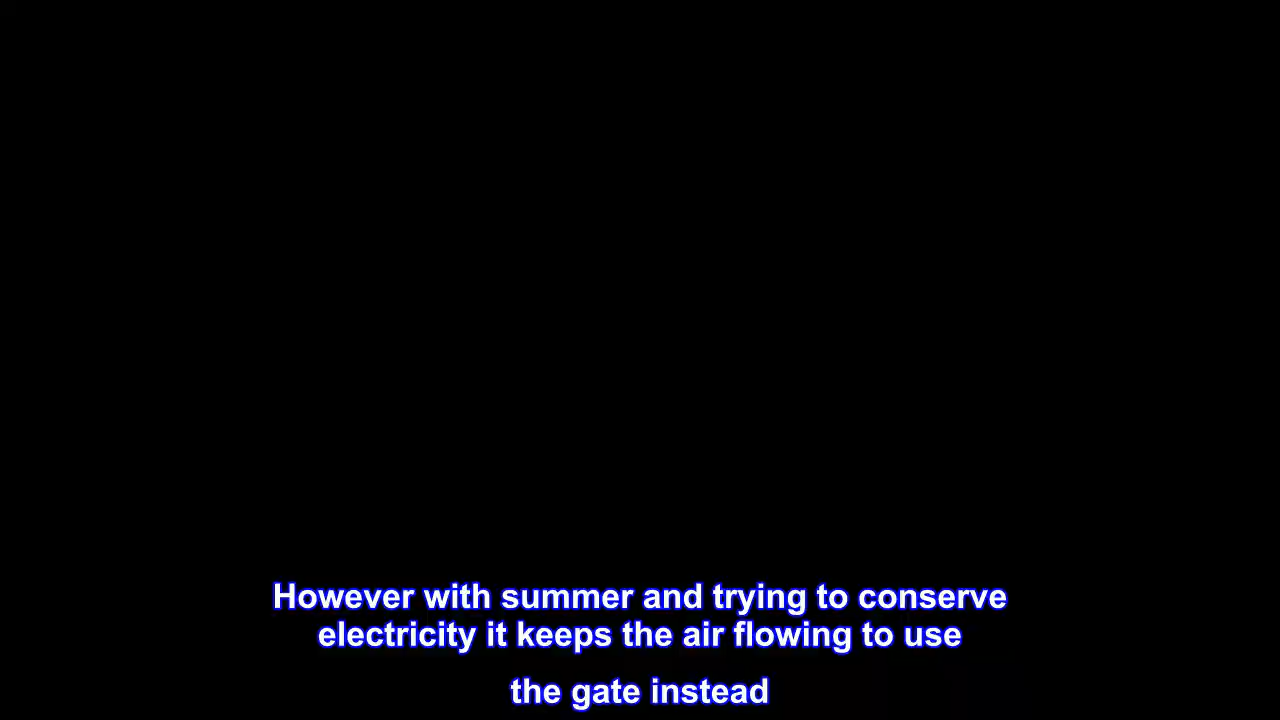 However with summer and trying to conserve
electricity it keeps the air flowing to use
the gate instead